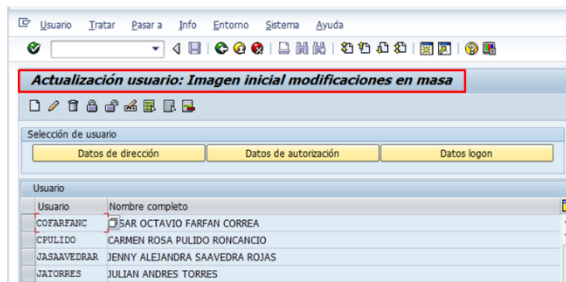 Usuario Tratar Pasar a Info Entorno Sistema Ayuda
Actualización usuario: Imagen inicial modificaciones en masa
Selección de usuario
Datos de dirección Datos de autorización Datos logon
Usuario
Usuario Nombre completo
COFARFANC SAR OCTAVIO FARFAN CORREA
CPULIDO CARMEN ROSA PULIDO RONCANCIO
JASAAVEDRAR JENNY ALEJANDRA SAAVEDRA ROJAS
JATORRES JULIAN ANDRES TORRES